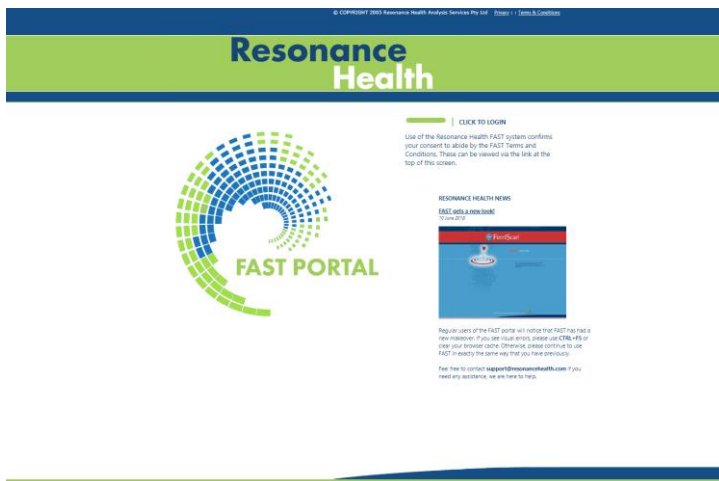 © COPYRIGHT 2003 Resonance Health Analysis Services Pty Ltd Privacy : : Terms & Conditions
Resonance
Health
CLICK TO LOGIN
Use of the Resonance Health FAST system confirms
your consent to abide by the FAST Terms and
Conditions. These can be viewed via the link at the
top of this screen.
RESONANCE HEALTH NEWS
FAST gets a new look!
FAST PORTAL
Regular users of the FAST portal will notice that FAST has had a
new makeover. If you see visual errors, please use CTRL+F5 or
clear your browser cache. Otherwise, please continue to use
FAST in exactly the same way that you have previously.
Feel free to contact support@resonancehealth.com if you
need any assistance, we are here to help.